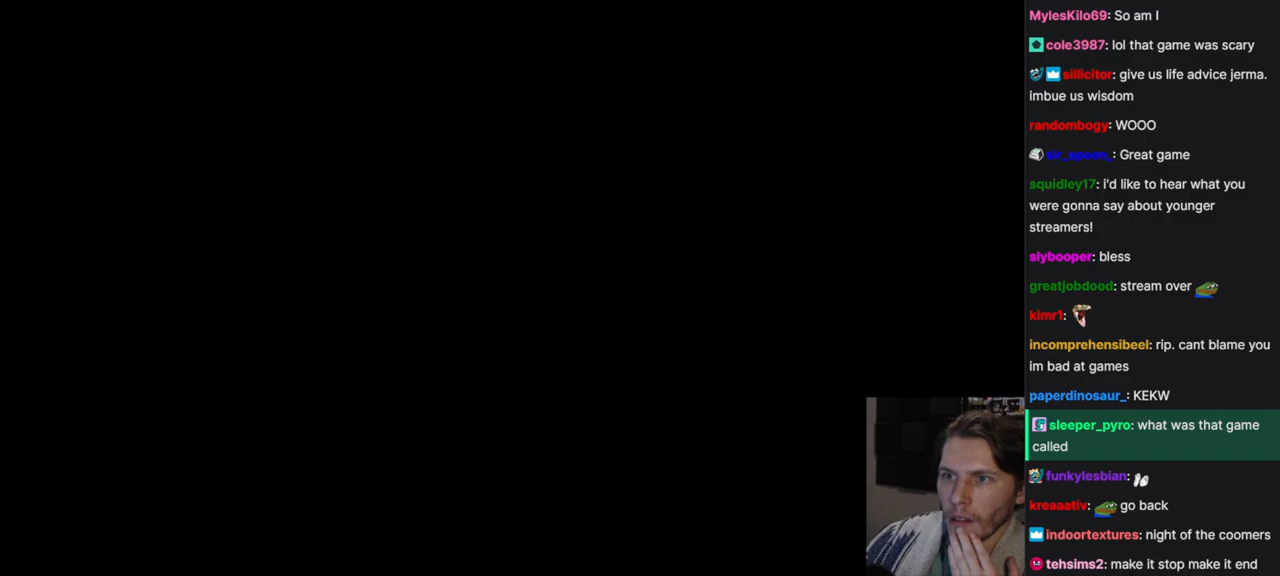 MylesKilo69: So am I
cole3987: lol that game was scary
sillicitor: give us life advice jerma.
imbue us wisdom
randombogy: WOOO
sir_spoon_: Great game
squidley17: i'd like to hear what you
were gonna say about younger
streamers!
slybooper: bless
greatjobdood: stream over
kimr1:
incomprehensibeel: rip. cant blame you
im bad at games
paperdinosaur_: KEKW
sleeper_pyro: what was that game
called
funkylesbian:
kreaaativ: go back
indoortextures: night of the coomers
tehsims2: make it stop make it end